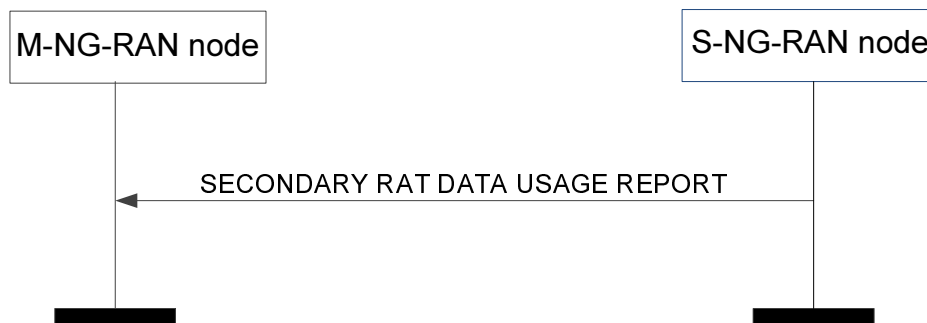 M-NG-RAN node
S-NG-RAN node
SECONDARY RAT DATA USAGE REPORT